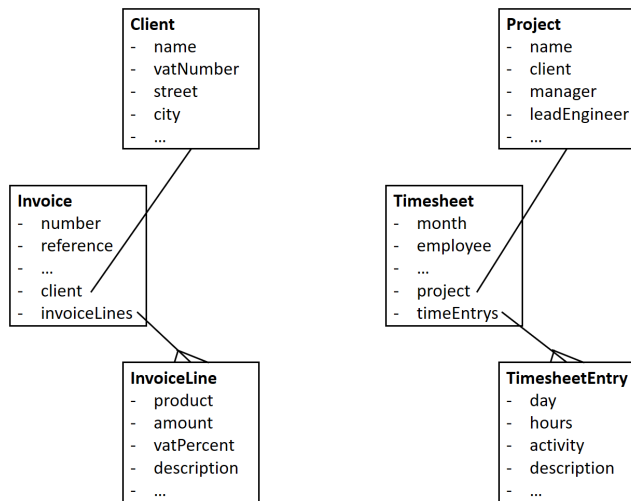 Client
- name
- vatNumber
- street
- city
- ...
Invoice
- number
- reference
- ...
- client
- invoiceLines
InvoiceLine
- product
- amount
- vatPercent
- description
- ...
Project
- name
- client
- manager
- leadEngineer
- ...
Timesheet
- month
- employee
- ...
- project
- timeEntrys
TimesheetEntry
- day
- hours
- activity
- description
- ...